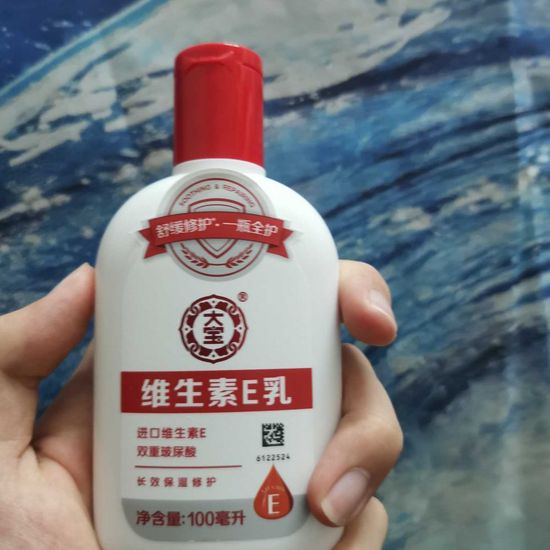 SOOTHING & REPAIRING
舒缓修护*·一瓶全护
大宝®
维生素E乳
进口维生素E
双重玻尿酸
6122524
长效保湿修护
E
净含量:100毫升